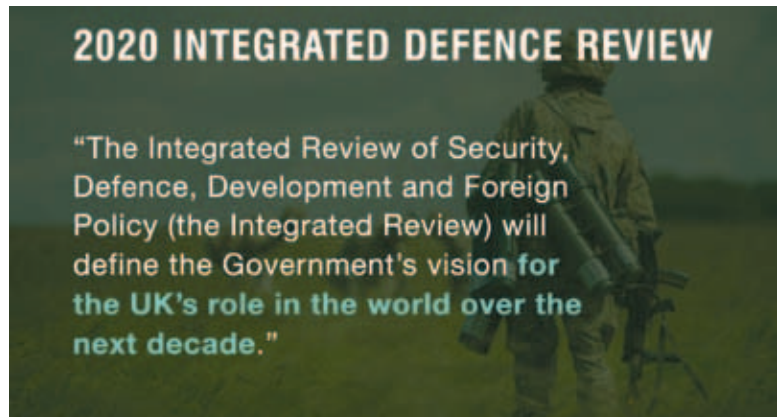 2020 INTEGRATED DEFENCE REVIEW
“The Integrated Review of Security,
Defence, Development and Foreign
Policy (the Integrated Review) will
define the Government’s vision for
the UK’s role in the world over the
next decade.”